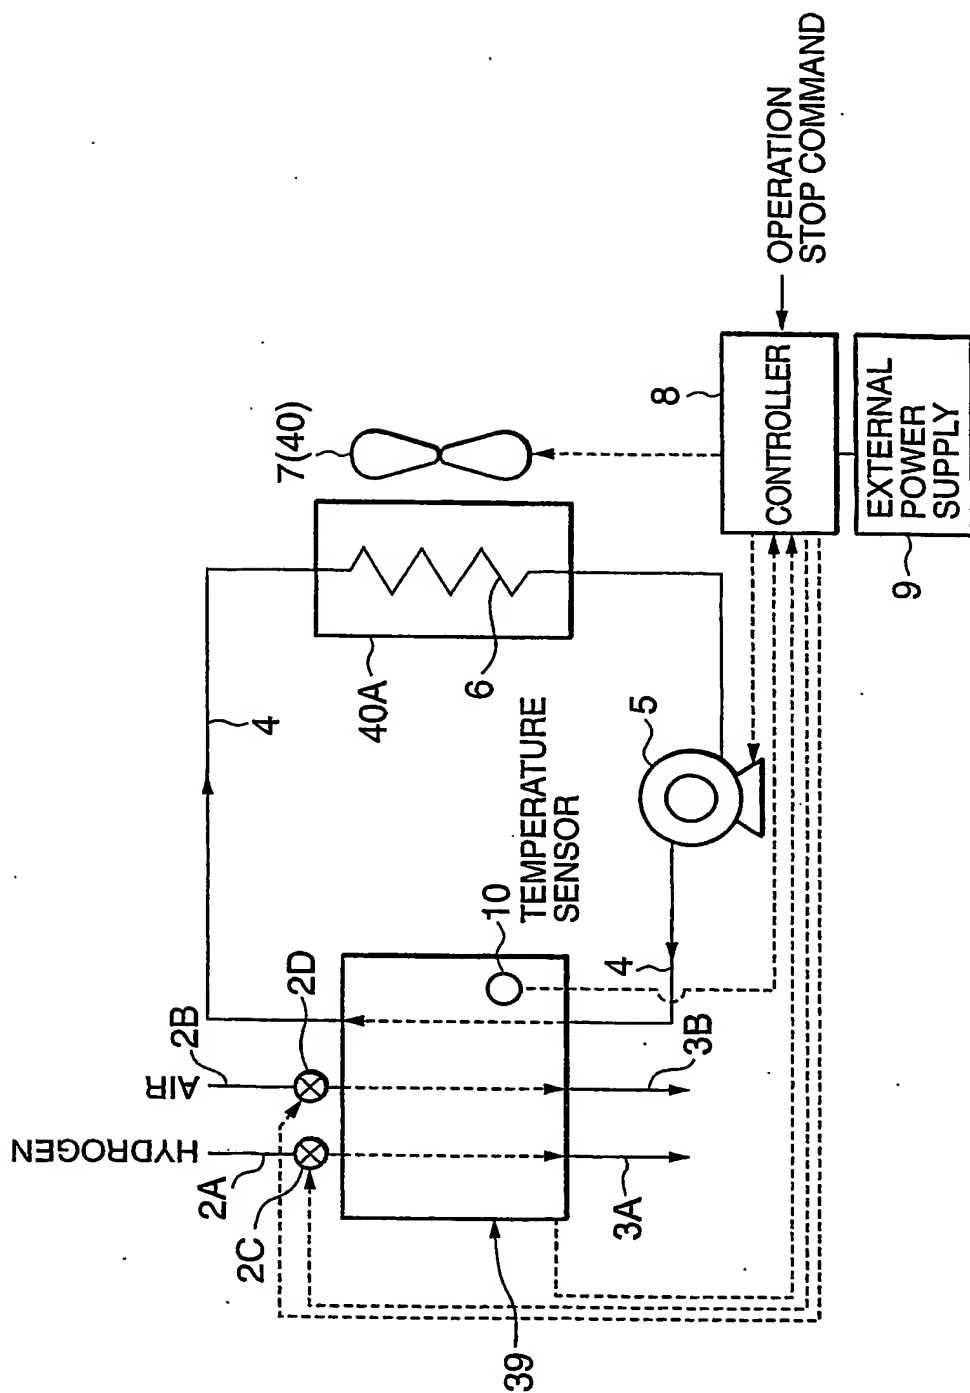 HYDROGEN
AIR
2A
2B
2C
2D
39
3A
3B
4
10
TEMPERATURE
SENSOR
4
5
40A
6
7(40)
8
CONTROLLER
OPERATION
STOP COMMAND
9
EXTERNAL
POWER
SUPPLY